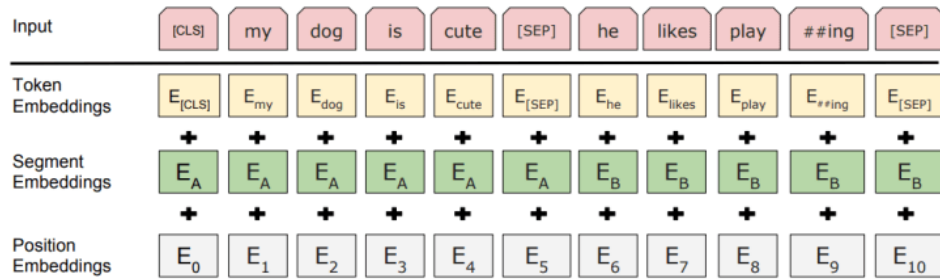 Input [CLS] my dog is cute [SEP] he likes play ##ing [SEP]
Token Embeddings E[CLS] Emy Edog Eis Ecute E[SEP] Ehe Elikes Eplay E##ing E[SEP]
+ + + + + + + + + + +
Segment Embeddings EA EA EA EA EA EA EB EB EB EB EB
+ + + + + + + + + + +
Position Embeddings E0 E1 E2 E3 E4 E5 E6 E7 E8 E9 E10